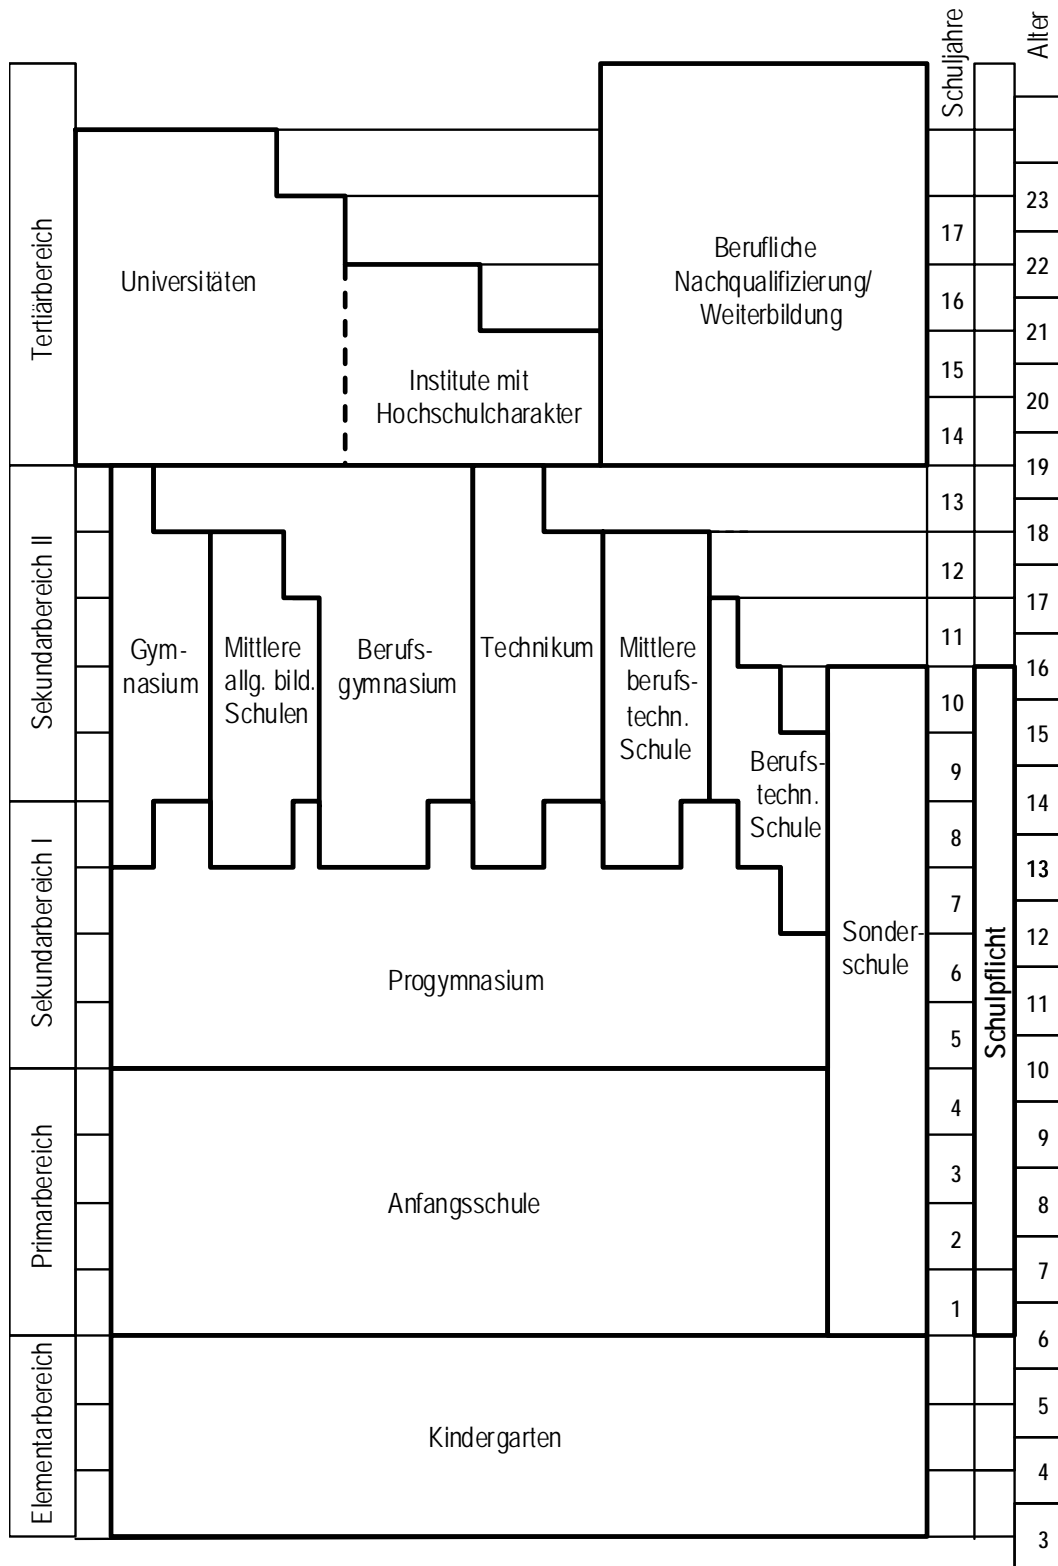 Schuljahre
Alter
Tertiärbereich
Universitäten
Institute mit
Hochschulcharakter
Berufliche
Nachqualifizierung/
Weiterbildung
17
16
15
14
23
22
21
20
19
Sekundarbereich II
Gym-
nasium
Mittlere
allg. bild.
Schulen
Berufs-
gymnasium
Technikum
Mittlere
berufs-
techn.
Schule
Berufs-
techn.
Schule
13
12
11
10
9
18
17
16
15
14
Sekundarbereich I
Progymnasium
Sonder-
schule
8
7
6
5
Schulpflicht
13
12
11
10
Primarbereich
Anfangsschule
4
3
2
1
9
8
7
6
Elementarbereich
Kindergarten
5
4
3